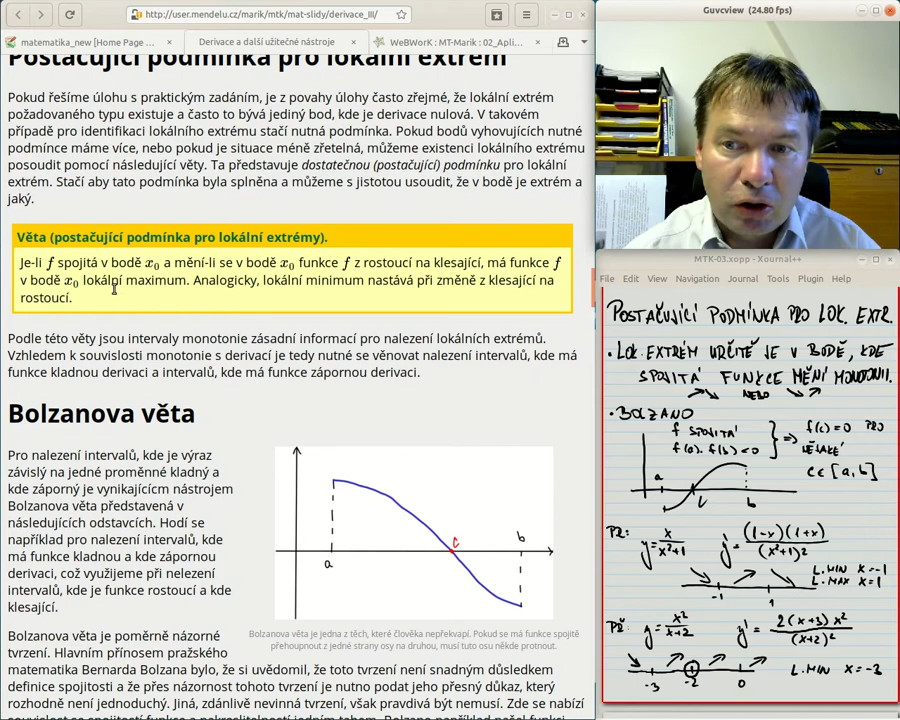 http://user.mendelu.cz/marik/mtk/mat-slidy/derivace_III/
Guvcview (24.80 fps)
matematika_new [Home Page ...
Derivace a další užitečné nástroje
WeBWorK : MT-Marik : 02_Apli...
Postačující podmínka pro lokální extrém
Pokud řešíme úlohu s praktickým zadáním, je z povahy úlohy často zřejmé, že lokální extrém
požadovaného typu existuje a často to bývá jediný bod, kde je derivace nulová. V takovém
případě pro identifikaci lokálního extrému stačí nutná podmínka. Pokud bodů vyhovujících nutné
podmínce máme více, nebo pokud je situace méně zřetelná, můžeme existenci lokálního extrému
posoudit pomocí následující věty. Ta představuje dostatečnou (postačující) podmínku pro lokální
extrém. Stačí aby tato podmínka byla splněna a můžeme s jistotou usoudit, že v bodě je extrém a
jaký.
Věta (postačující podmínka pro lokální extrémy).
Je-li f spojitá v bodě x₀ a mění-li se v bodě x₀ funkce f z rostoucí na klesající, má funkce f
v bodě x₀ lokální maximum. Analogicky, lokální minimum nastává při změně z klesající na
rostoucí.
Podle této věty jsou intervaly monotonie zásadní informací pro nalezení lokálních extrémů.
Vzhledem k souvislosti monotonie s derivací je tedy nutné se věnovat nalezení intervalů, kde má
funkce kladnou derivaci a intervalů, kde má funkce zápornou derivaci.
Bolzanova věta
Pro nalezení intervalů, kde je výraz
závislý na jedné proměnné kladný a
kde záporný je vynikajícícm nástrojem
Bolzanova věta představená v
následujících odstavcích. Hodí se
například pro nalezení intervalů, kde
má funkce kladnou a kde zápornou
derivaci, což využijeme při nelezení
intervalů, kde je funkce rostoucí a kde
klesající.
a
c
b
Bolzanova věta je jedna z těch, které člověka nepřekvapí. Pokud se má funkce spojitě
přehoupnout z jedné strany osy na druhou, musí tuto osu někde protnout.
Bolzanova věta je poměrně názorné
tvrzení. Hlavním přínosem pražského
matematika Bernarda Bolzana bylo, že si uvědomil, že toto tvrzení není snadným důsledkem
definice spojitosti a že přes názornost tohoto tvrzení je nutno podat jeho přesný důkaz, který
rozhodně není jednoduchý. Jiná, zdánlivě nevinná tvrzení, však pravdivá být nemusí. Zde se nabízí
MTK-03.xopp - Xournal++
File Edit View Navigation Journal Tools
POSTAČUJÍCÍ PODMÍNKA PRO LOK. EXTR.
• LOK. EXTRÉM URČITĚ JE V BODĚ, KDE
SPOJITÁ FUNKCE MĚNÍ MONOTONII.
NEBO
• BOLZANO
f SPOJITÁ
f(a). f(b) < 0
} => f(c)=0 PRO
NĚJAKÉ
c ∈ [a,b]
a
b
PŘ: y = x/(x²+1) y' = (1-x)(1+x)/(x²+1)²
-1 1
L. MIN x=-1
L. MAX x=1
PŘ: y = x²/(x+2) y' = 2(x+3)x²/(x+2)²
-3 -2 0
L. MIN x=-3